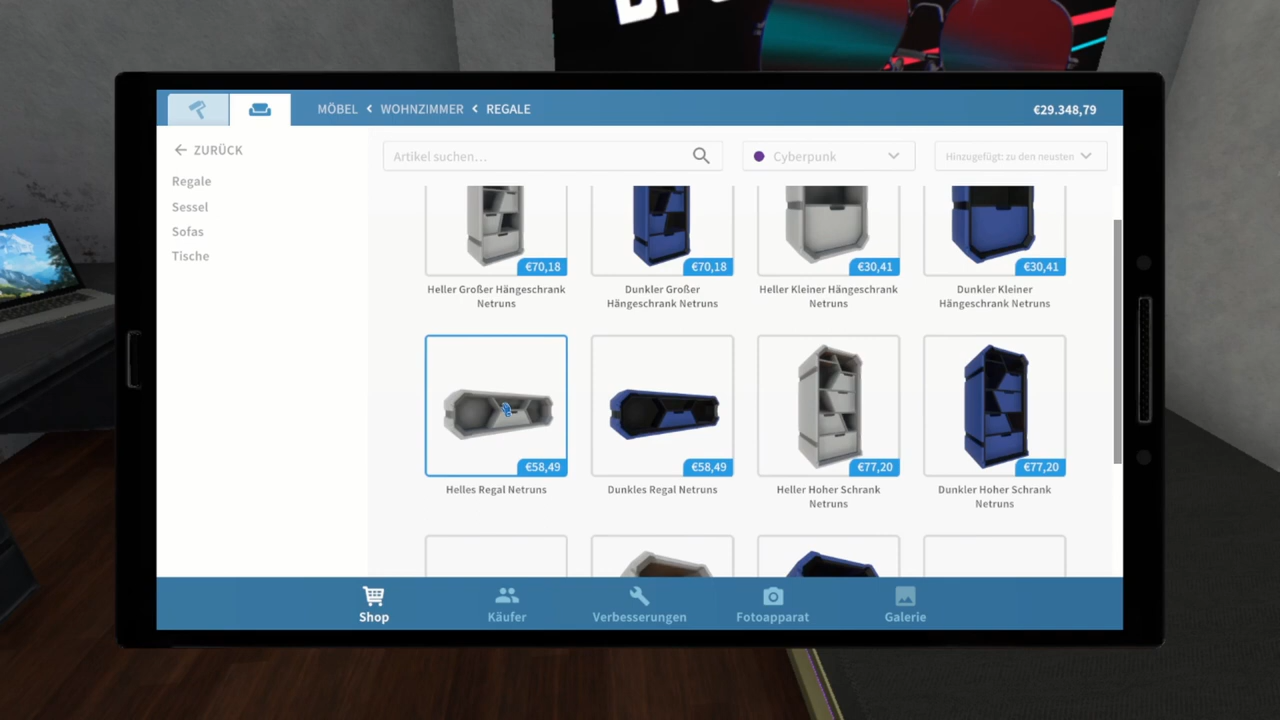 MÖBEL < WOHNZIMMER < REGALE
€29.348,79
ZURÜCK
Regale
Sessel
Sofas
Tische
Artikel suchen...
Cyberpunk
Hinzugefügt: zu den neusten
€70,18
€70,18
€30,41
€30,41
Heller Großer Hängeschrank
Netruns
Dunkler Großer
Hängeschrank Netruns
Heller Kleiner Hängeschrank
Netruns
Dunkler Kleiner
Hängeschrank Netruns
€58,49
€58,49
€77,20
€77,20
Helles Regal Netruns
Dunkles Regal Netruns
Heller Hoher Schrank
Netruns
Dunkler Hoher Schrank
Netruns
Shop
Käufer
Verbesserungen
Fotoapparat
Galerie